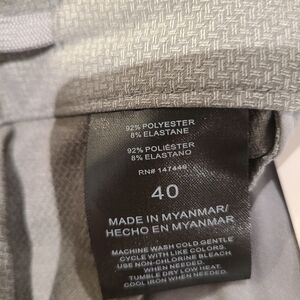 92% POLYESTER
8% ELASTANE
92% POLIÉSTER
8% ELASTANO
RN# 147446
40
MADE IN MYANMAR/
HECHO EN MYANMAR
MACHINE WASH COLD GENTLE
CYCLE WITH LIKE COLORS.
USE NON-CHLORINE BLEACH
WHEN NEEDED.
TUMBLE DRY LOW HEAT.
COOL IRON WHEN NEEDED.